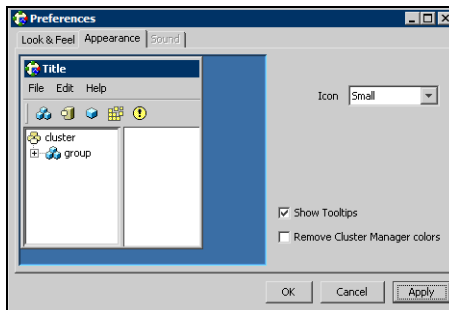 Preferences
Look & Feel Appearance Sound
Title
File Edit Help
cluster
group
Icon Small
Show Tooltips
Remove Cluster Manager colors
OK Cancel Apply